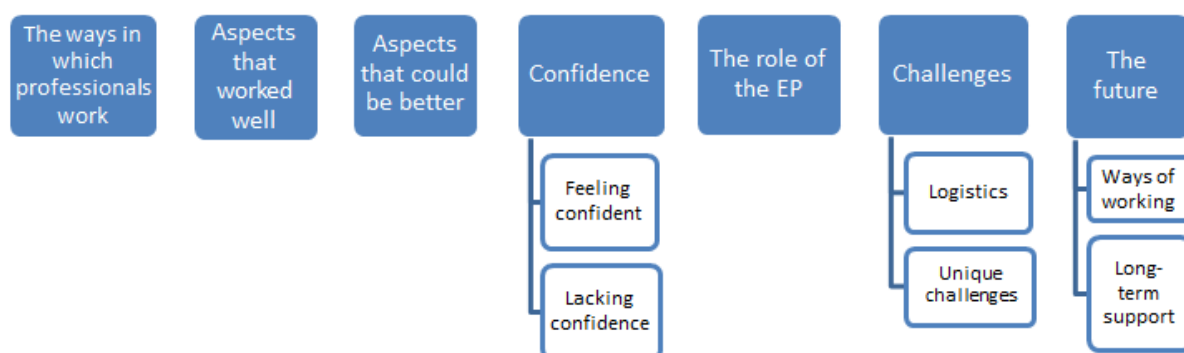 The ways in
which
professionals
work
Aspects
that
worked
well
Aspects
that could
be better
Confidence
Feeling
confident
Lacking
confidence
The role of
the EP
Challenges
Logistics
Unique
challenges
The
future
Ways of
working
Long-
term
support